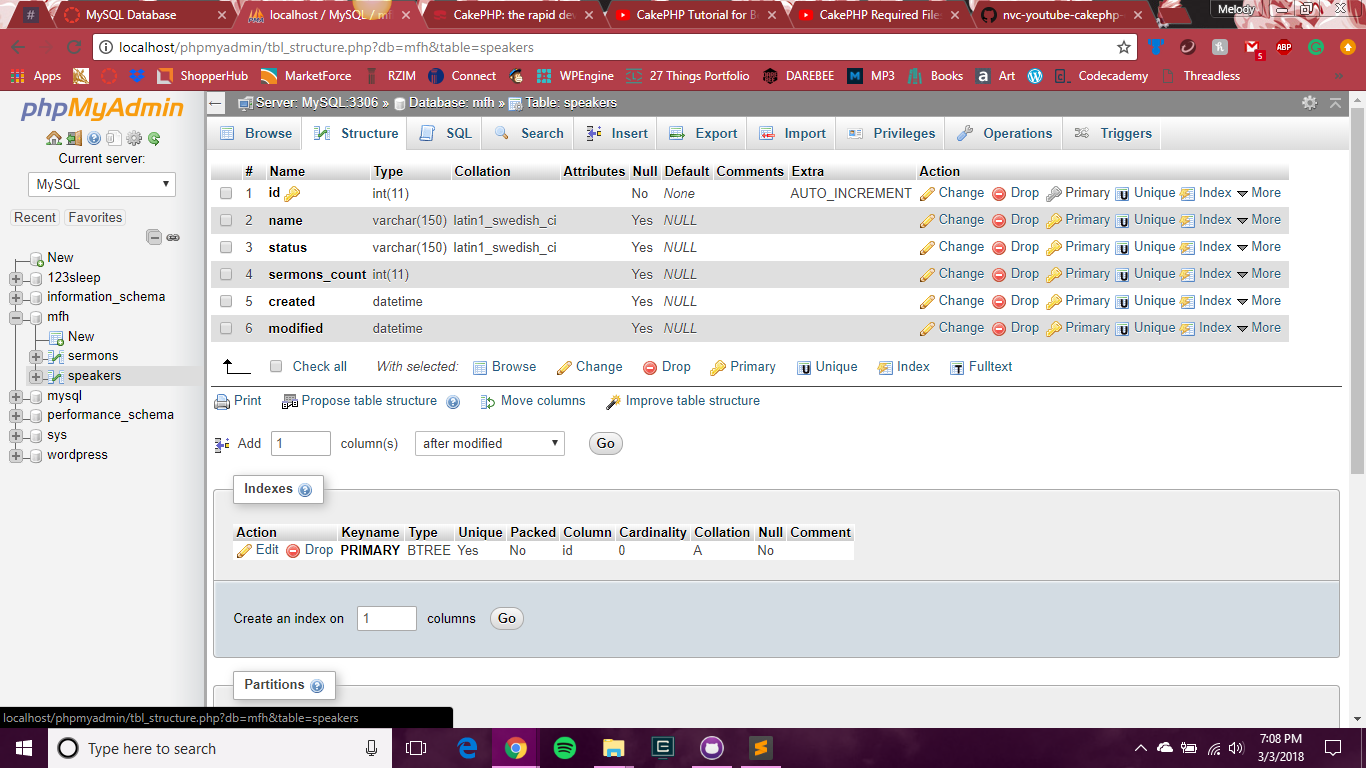 MySQL Database
localhost / MySQL / m
CakePHP: the rapid de
CakePHP Tutorial for B
CakePHP Required File
nvc-youtube-cakephp-
Melody
localhost/phpmyadmin/tbl_structure.php?db=mfh&table=speakers
5
ABP
Apps ShopperHub MarketForce RZIM Connect WPEngine 27 Things Portfolio DAREBEE MP3 Books Art Codecademy Threadless
phpMyAdmin
Current server:
MySQL
Recent Favorites
New
123sleep
information_schema
mfh
New
sermons
speakers
mysql
performance_schema
sys
wordpress
Server: MySQL:3306 » Database: mfh » Table: speakers
Browse Structure SQL Search Insert Export Import Privileges Operations Triggers
# Name Type Collation Attributes Null Default Comments Extra Action
1 id int(11) No None AUTO_INCREMENT Change Drop Primary Unique Index More
2 name varchar(150) latin1_swedish_ci Yes NULL Change Drop Primary Unique Index More
3 status varchar(150) latin1_swedish_ci Yes NULL Change Drop Primary Unique Index More
4 sermons_count int(11) Yes NULL Change Drop Primary Unique Index More
5 created datetime Yes NULL Change Drop Primary Unique Index More
6 modified datetime Yes NULL Change Drop Primary Unique Index More
Check all With selected: Browse Change Drop Primary Unique Index Fulltext
Print Propose table structure Move columns Improve table structure
Add 1 column(s) after modified Go
Indexes
Action Keyname Type Unique Packed Column Cardinality Collation Null Comment
Edit Drop PRIMARY BTREE Yes No id 0 A No
Create an index on 1 columns Go
Partitions
localhost/phpmyadmin/tbl_structure.php?db=mfh&table=speakers
Type here to search
7:08 PM
3/3/2018